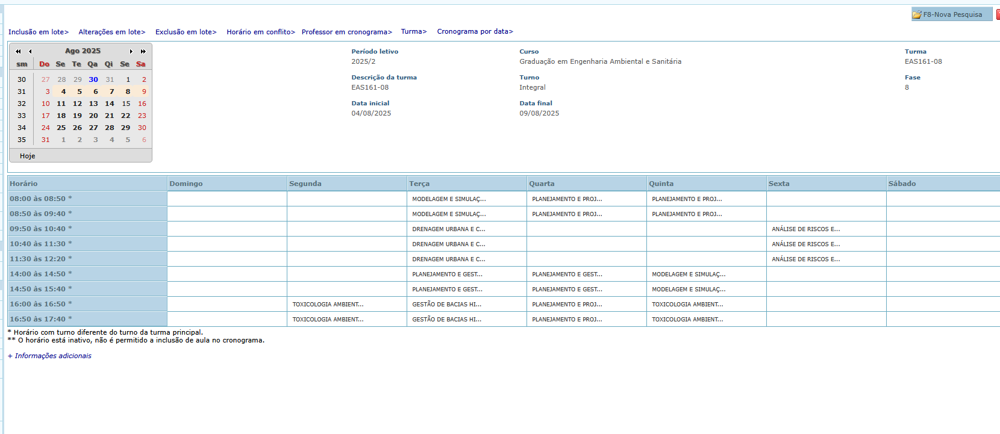 F8-Nova Pesquisa
Inclusão em lote> Alterações em lote> Exclusão em lote> Horário em conflito> Professor em cronograma> Turma> Cronograma por data>
Ago 2025
sm Do Se Te Qa Qi Se Sa
30 27 28 29 30 31 1 2
31 3 4 5 6 7 8 9
32 10 11 12 13 14 15 16
33 17 18 19 20 21 22 23
34 24 25 26 27 28 29 30
35 31 1 2 3 4 5 6
Hoje
Período letivo Curso Turma
2025/2 Graduação em Engenharia Ambiental e Sanitária EAS161-08
Descrição da turma Turno Fase
EAS161-08 Integral 8
Data inicial Data final
04/08/2025 09/08/2025
Horário Domingo Segunda Terça Quarta Quinta Sexta Sábado
08:00 às 08:50 * MODELAGEM E SIMULAÇ... PLANEJAMENTO E PROJ... PLANEJAMENTO E PROJ...
08:50 às 09:40 * MODELAGEM E SIMULAÇ... PLANEJAMENTO E PROJ... PLANEJAMENTO E PROJ...
09:50 às 10:40 * DRENAGEM URBANA E C... ANÁLISE DE RISCOS E...
10:40 às 11:30 * DRENAGEM URBANA E C... ANÁLISE DE RISCOS E...
11:30 às 12:20 * DRENAGEM URBANA E C... ANÁLISE DE RISCOS E...
14:00 às 14:50 * PLANEJAMENTO E GEST... PLANEJAMENTO E GEST... MODELAGEM E SIMULAÇ...
14:50 às 15:40 * PLANEJAMENTO E GEST... PLANEJAMENTO E GEST... MODELAGEM E SIMULAÇ...
16:00 às 16:50 * TOXICOLOGIA AMBIENT... GESTÃO DE BACIAS HI... PLANEJAMENTO E PROJ... TOXICOLOGIA AMBIENT...
16:50 às 17:40 * TOXICOLOGIA AMBIENT... GESTÃO DE BACIAS HI... PLANEJAMENTO E PROJ... TOXICOLOGIA AMBIENT...
* Horário com turno diferente do turno da turma principal.
** O horário está inativo, não é permitido a inclusão de aula no cronograma.
+ Informações adicionais